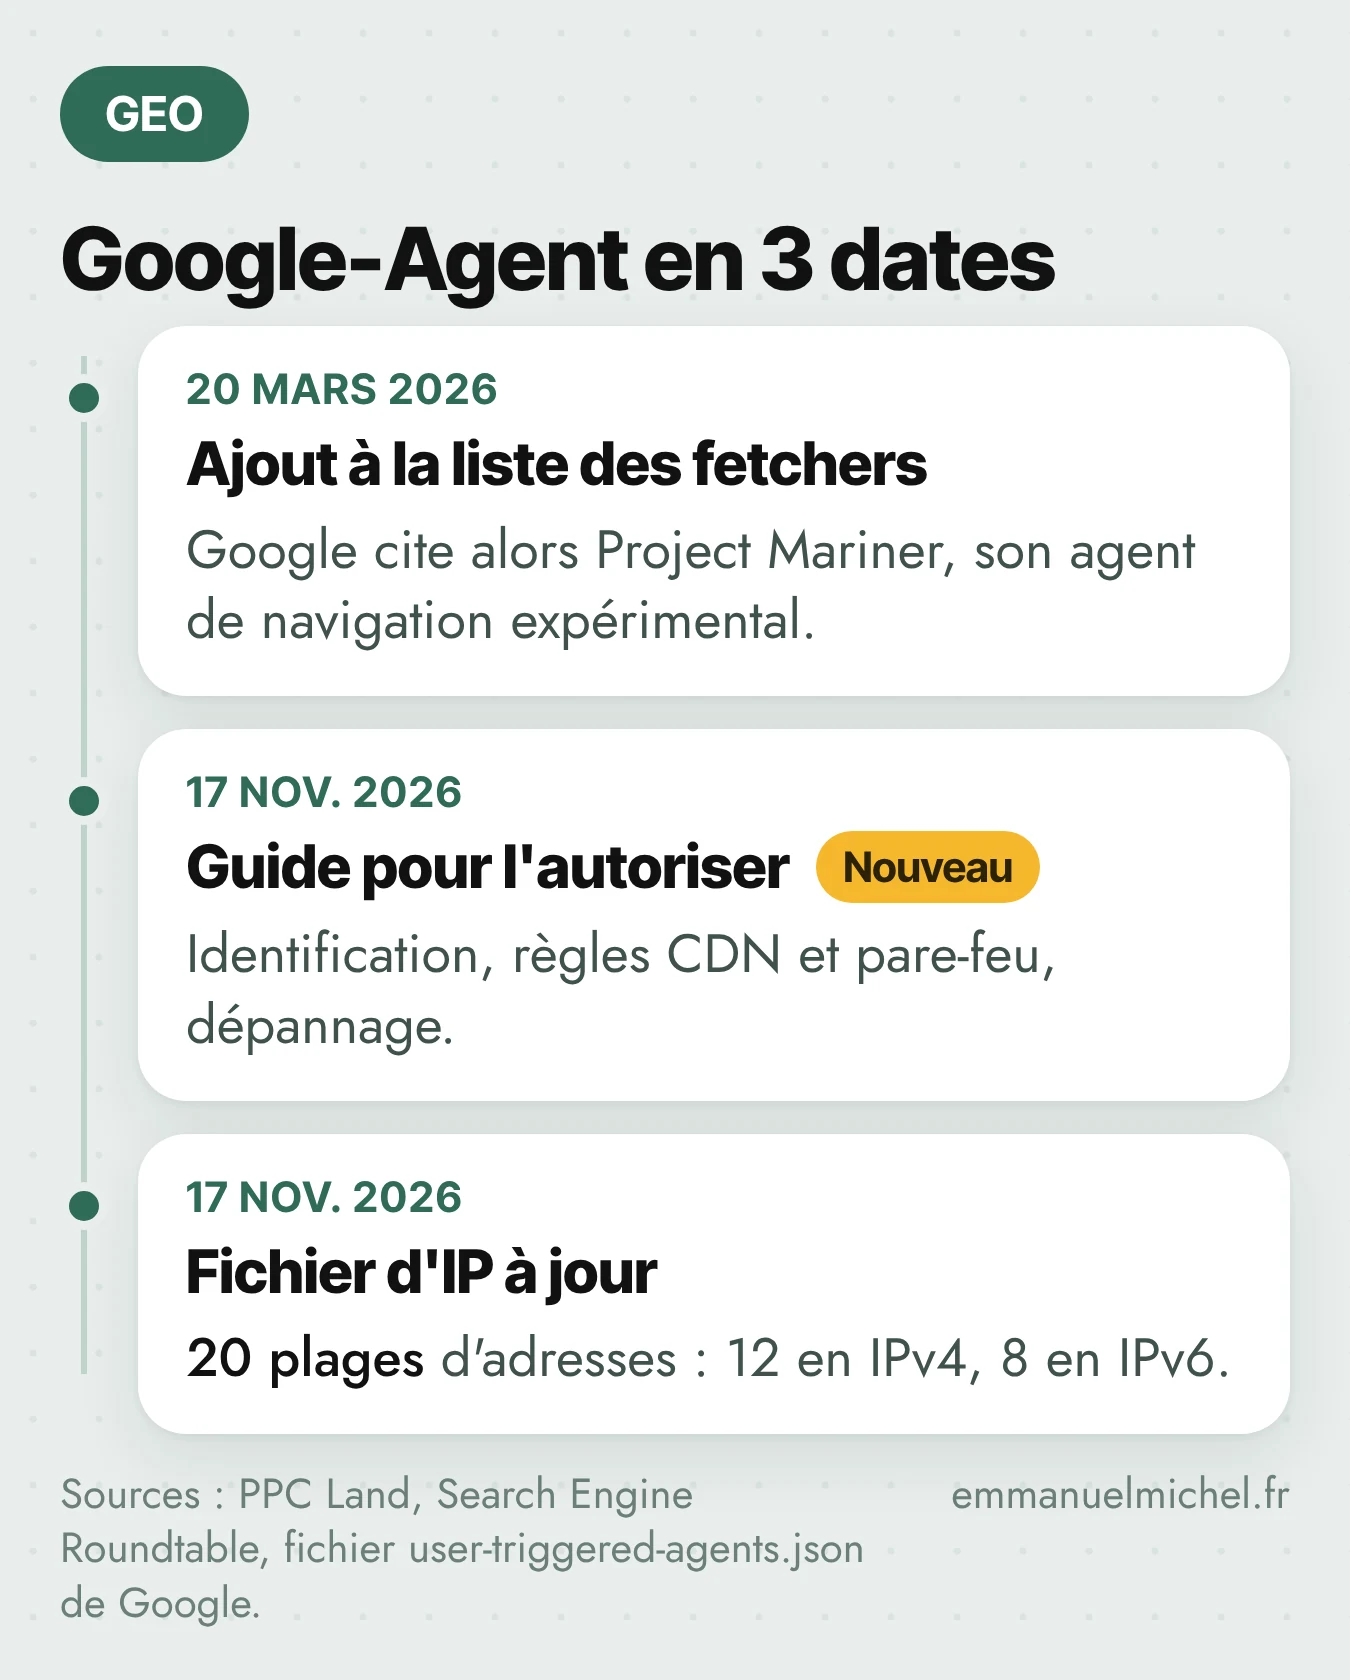 GEO
Google-Agent en 3 dates
20 MARS 2026
Ajout à la liste des fetchers
Google cite alors Project Mariner, son agent
de navigation expérimental.
17 NOV. 2026
Guide pour l'autoriser Nouveau
Identification, règles CDN et pare-feu,
dépannage.
17 NOV. 2026
Fichier d'IP à jour
20 plages d'adresses : 12 en IPv4, 8 en IPv6.
Sources : PPC Land, Search Engine
Roundtable, fichier user-triggered-agents.json
de Google.
emmanuelmichel.fr